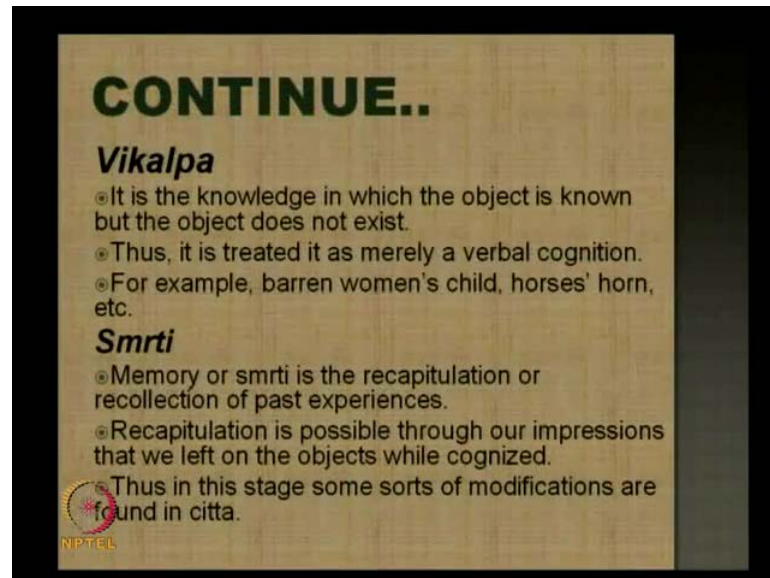 CONTINUE..
Vikalpa
◉It is the knowledge in which the object is known
but the object does not exist.
◉Thus, it is treated it as merely a verbal cognition.
◉For example, barren women's child, horses' horn,
etc.
Smrti
◉Memory or smrti is the recapitulation or
recollection of past experiences.
◉Recapitulation is possible through our impressions
that we left on the objects while cognized.
◉Thus in this stage some sorts of modifications are
found in citta.
NPTEL